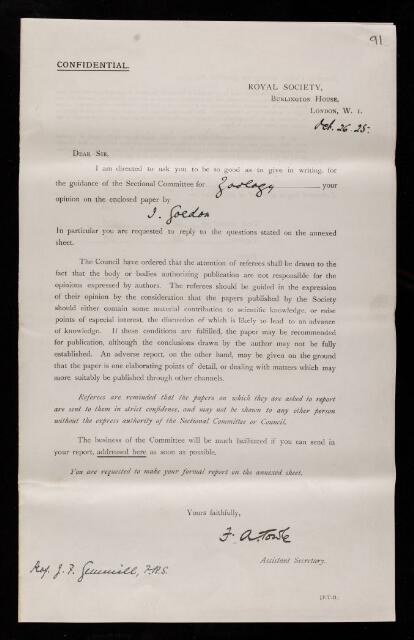 91
CONFIDENTIAL.
ROYAL SOCIETY,
BURLINGTON HOUSE,
LONDON, W. 1.
Oct. 26. 25.
DEAR SIR,
I am directed to ask you to be so good as to give in writing, for
the guidance of the Sectional Committee for Zoology your
opinion on the enclosed paper by
I. Gordon
In particular you are requested to reply to the questions stated on the annexed
sheet.
The Council have ordered that the attention of referees shall be drawn to the
fact that the body or bodies authorizing publication are not responsible for the
opinions expressed by authors. The referees should be guided in the expression
of their opinion by the consideration that the papers published by the Society
should either contain some material contribution to scientific knowledge, or raise
points of especial interest, the discussion of which is likely to lead to an advance
of knowledge. If these conditions are fulfilled, the paper may be recommended
for publication, although the conclusions drawn by the author may not be fully
established. An adverse report, on the other hand, may be given on the ground
that the paper is one elaborating points of detail, or dealing with matters which may
more suitably be published through other channels.
Referees are reminded that the papers on which they are asked to report
are sent to them in strict confidence, and may not be shown to any other person
without the express authority of the Sectional Committee or Council.
The business of the Committee will be much facilitated if you can send in
your report, addressed here as soon as possible.
You are requested to make your formal report on the annexed sheet.
Yours faithfully,
F. A. Towle
Assistant Secretary.
Prof. J. F. Gemmill, F.R.S.
[P.T.O.